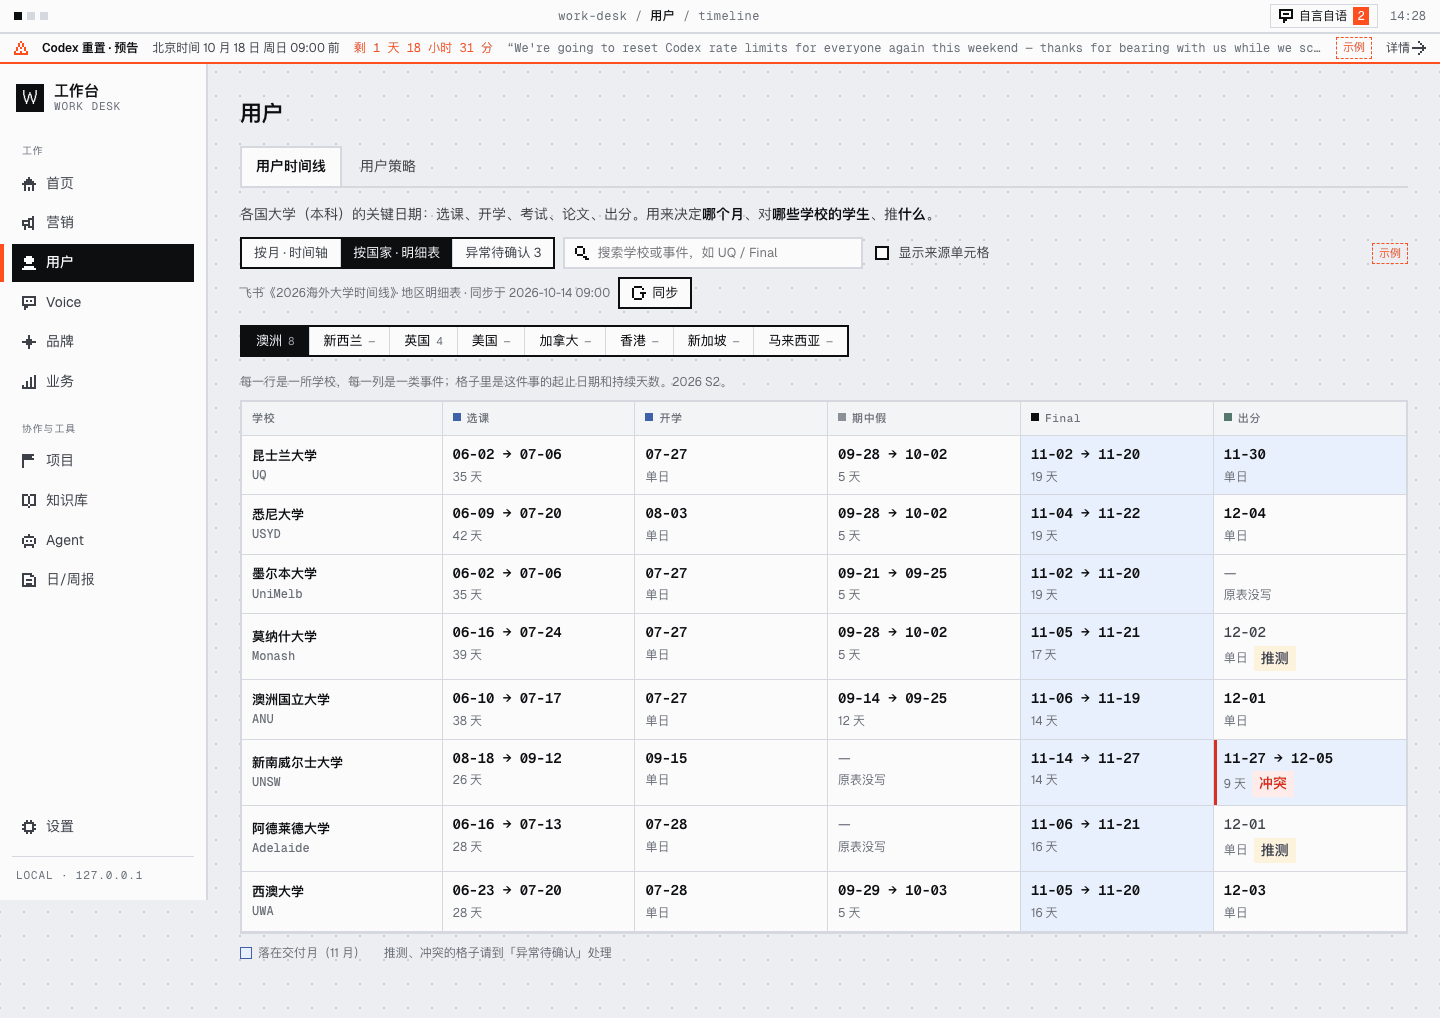 work-desk / 用户 / timeline
自言自语 2
14:28
Codex 重置 · 预告 北京时间 10 月 18 日 周日 09:00 前 剩 1 天 18 小时 31 分 “We're going to reset Codex rate limits for everyone again this weekend — thanks for bearing with us while we sc… 示例 详情
W 工作台
WORK DESK
工作
首页
营销
用户
Voice
品牌
业务
协作与工具
项目
知识库
Agent
日/周报
设置
LOCAL · 127.0.0.1
用户
用户时间线 用户策略
各国大学（本科）的关键日期：选课、开学、考试、论文、出分。用来决定哪个月、对哪些学校的学生、推什么。
按月 · 时间轴 按国家 · 明细表 异常待确认 3 搜索学校或事件，如 UQ / Final 显示来源单元格 示例
飞书《2026海外大学时间线》地区明细表 · 同步于 2026-10-14 09:00 同步
澳洲 8 新西兰 – 英国 4 美国 – 加拿大 – 香港 – 新加坡 – 马来西亚 –
每一行是一所学校，每一列是一类事件；格子里是这件事的起止日期和持续天数。2026 S2。
学校 选课 开学 期中假 Final 出分
昆士兰大学 06-02 → 07-06 07-27 09-28 → 10-02 11-02 → 11-20 11-30
UQ 35 天 单日 5 天 19 天 单日
悉尼大学 06-09 → 07-20 08-03 09-28 → 10-02 11-04 → 11-22 12-04
USYD 42 天 单日 5 天 19 天 单日
墨尔本大学 06-02 → 07-06 07-27 09-21 → 09-25 11-02 → 11-20 —
UniMelb 35 天 单日 5 天 19 天 原表没写
莫纳什大学 06-16 → 07-24 07-27 09-28 → 10-02 11-05 → 11-21 12-02
Monash 39 天 单日 5 天 17 天 单日 推测
澳洲国立大学 06-10 → 07-17 07-27 09-14 → 09-25 11-06 → 11-19 12-01
ANU 38 天 单日 12 天 14 天 单日
新南威尔士大学 08-18 → 09-12 09-15 — 11-14 → 11-27 11-27 → 12-05
UNSW 26 天 单日 原表没写 14 天 9 天 冲突
阿德莱德大学 06-16 → 07-13 07-28 — 11-06 → 11-21 12-01
Adelaide 28 天 单日 原表没写 16 天 单日 推测
西澳大学 06-23 → 07-20 07-28 09-29 → 10-03 11-05 → 11-20 12-03
UWA 28 天 单日 5 天 16 天 单日
落在交付月（11 月） 推测、冲突的格子请到「异常待确认」处理